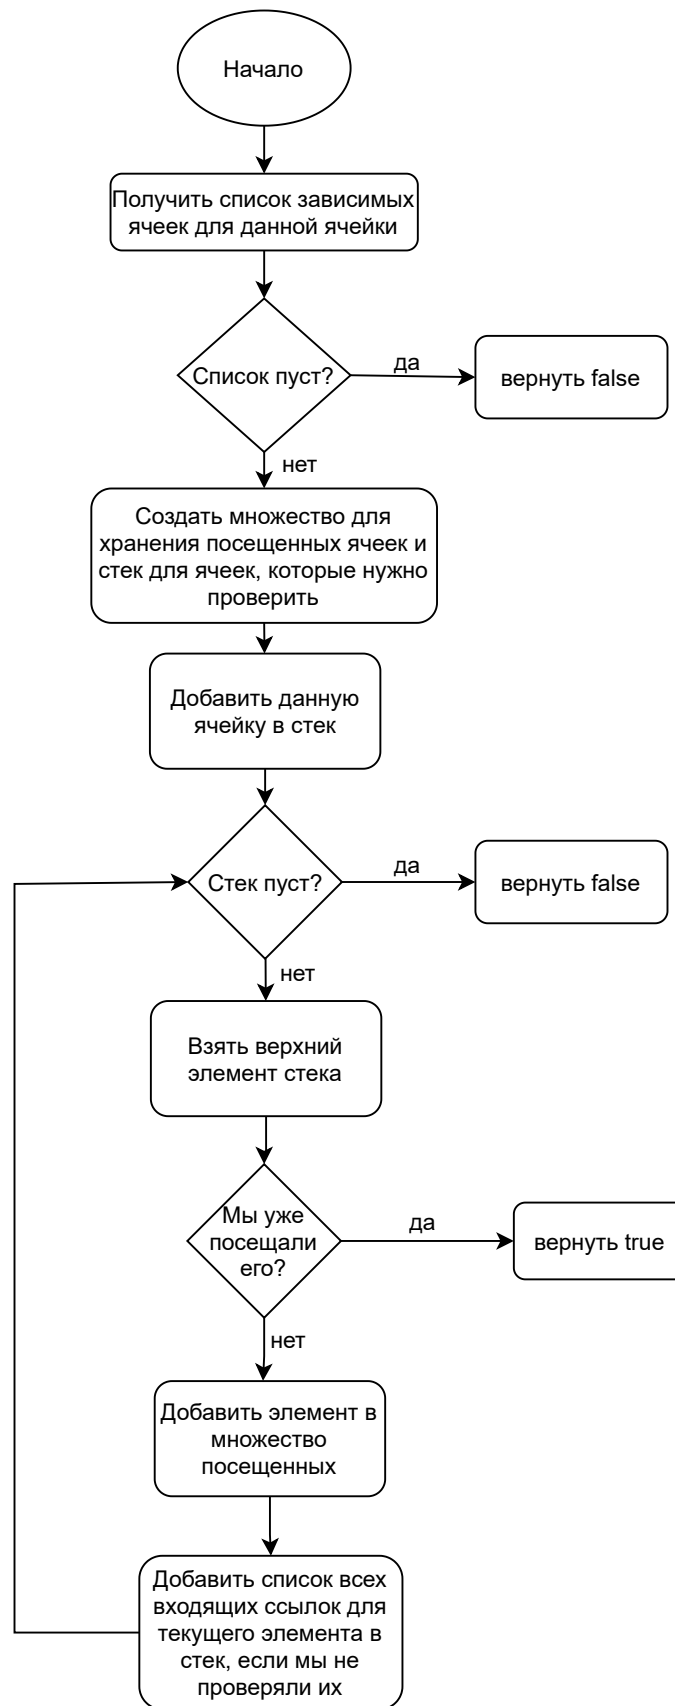 Начало
Получить список зависимых
ячеек для данной ячейки
Список пуст?
да
вернуть false
нет
Создать множество для
хранения посещенных ячеек и
стек для ячеек, которые нужно
проверить
Добавить данную
ячейку в стек
Стек пуст?
да
вернуть false
нет
Взять верхний
элемент стека
Мы уже
посещали
его?
да
вернуть true
нет
Добавить элемент в
множество
посещенных
Добавить список всех
входящих ссылок для
текущего элемента в
стек, если мы не
проверяли их